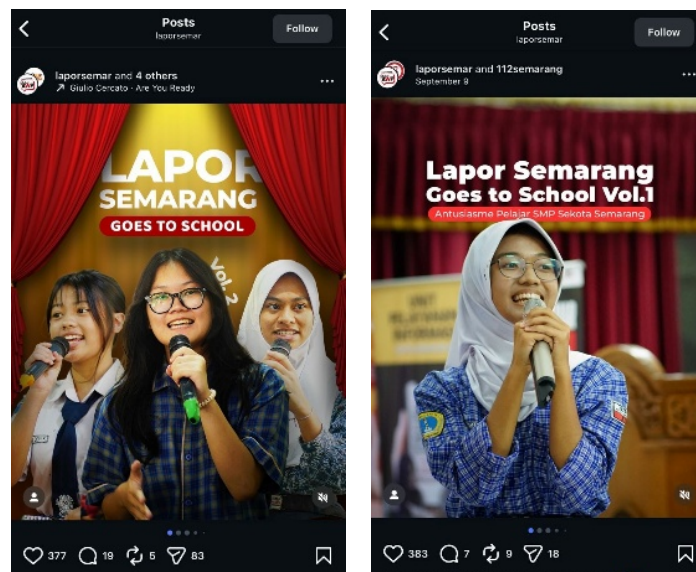 Posts
laporsemar
Follow
laporsemar and 4 others
Giulio Cercato - Are You Ready
LAPOR
SEMARANG
GOES TO SCHOOL
Vol. 2
377 19 5 83
Posts
laporsemar
Follow
laporsemar and 112semarang
September 9
Lapor Semarang
Goes to School Vol.1
Antusiasme Pelajar SMP Sekota Semarang
383 7 9 18